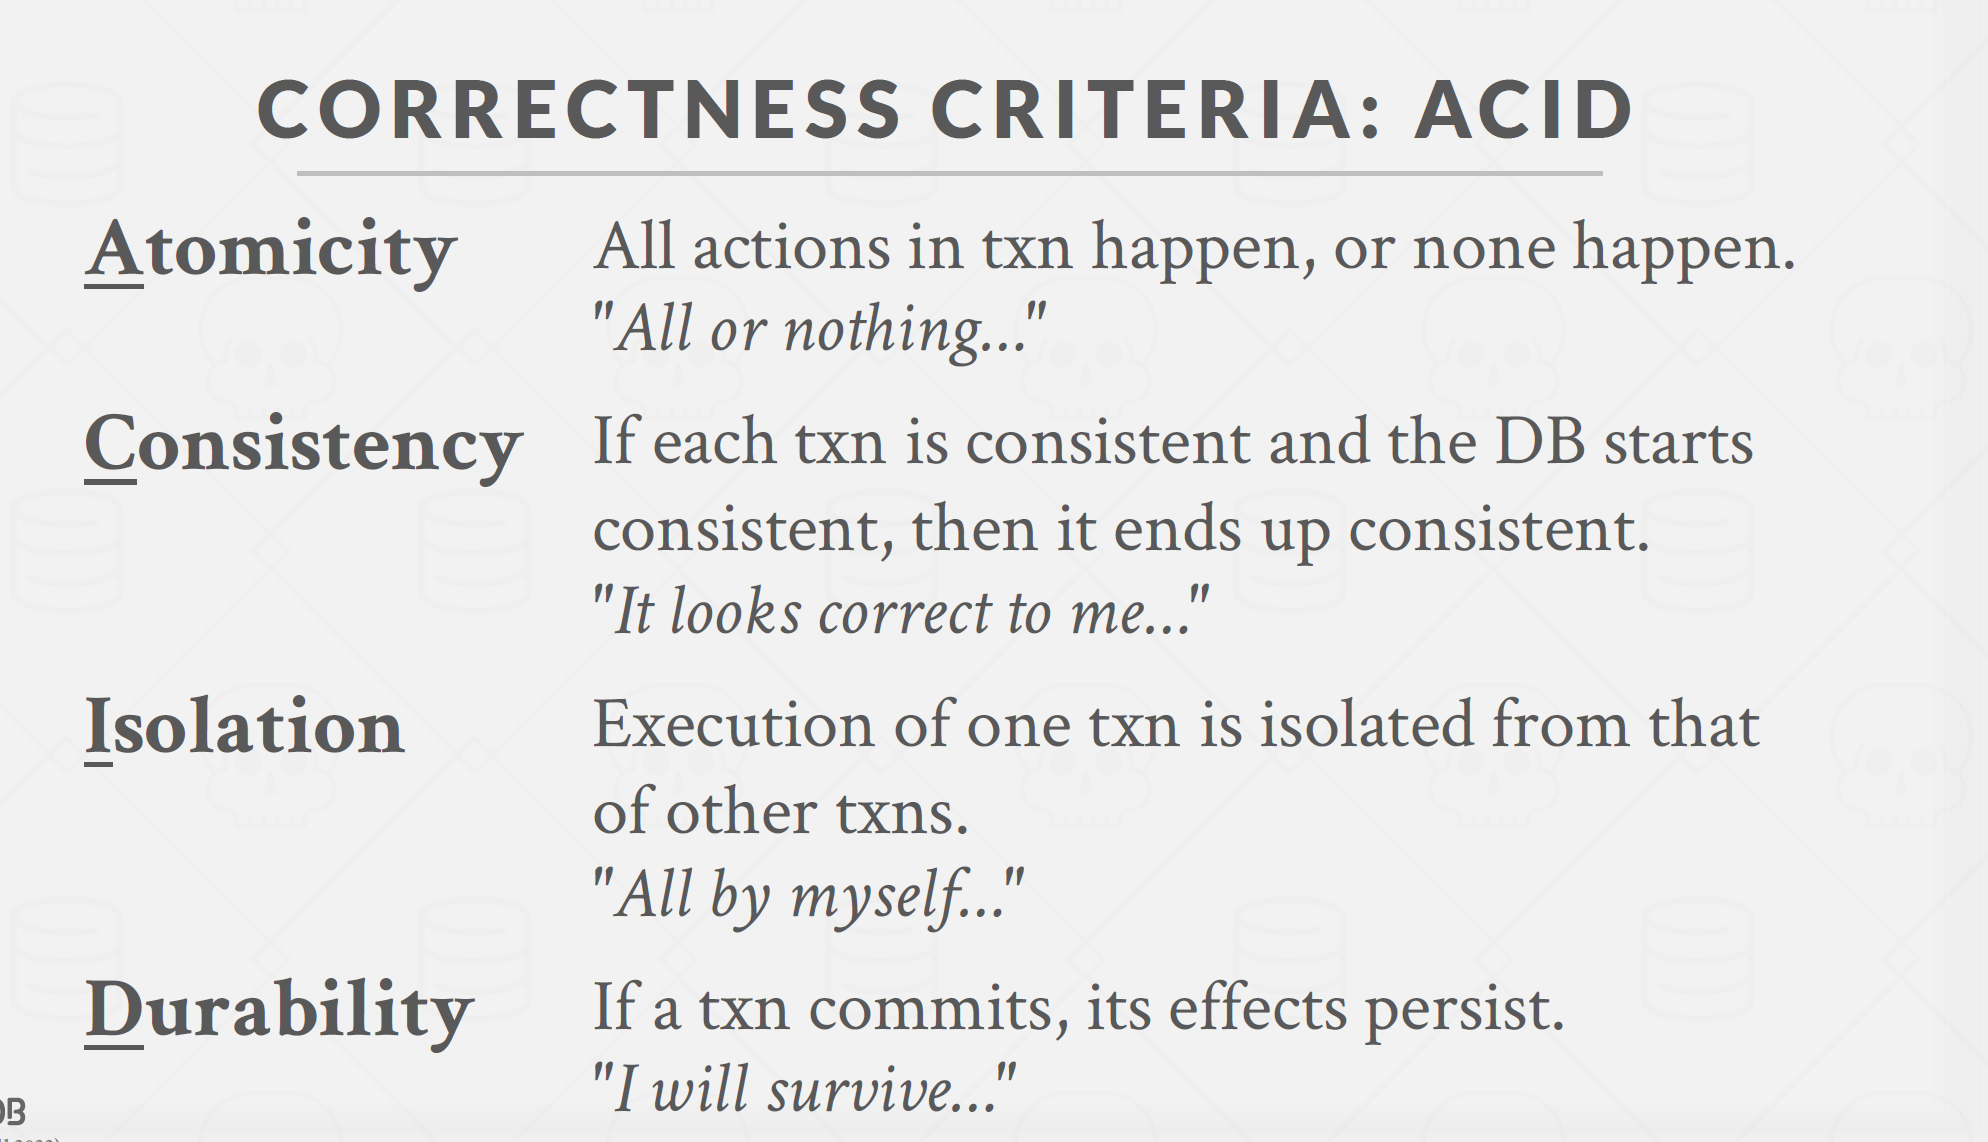 CORRECTNESS CRITERIA: ACID
Atomicity
All actions in txn happen, or none happen.
"All or nothing..."
Consistency
If each txn is consistent and the DB starts
consistent, then it ends up consistent.
"It looks correct to me..."
Isolation
Execution of one txn is isolated from that
of other txns.
"All by myself..."
Durability
If a txn commits, its effects persist.
"I will survive..."
DB